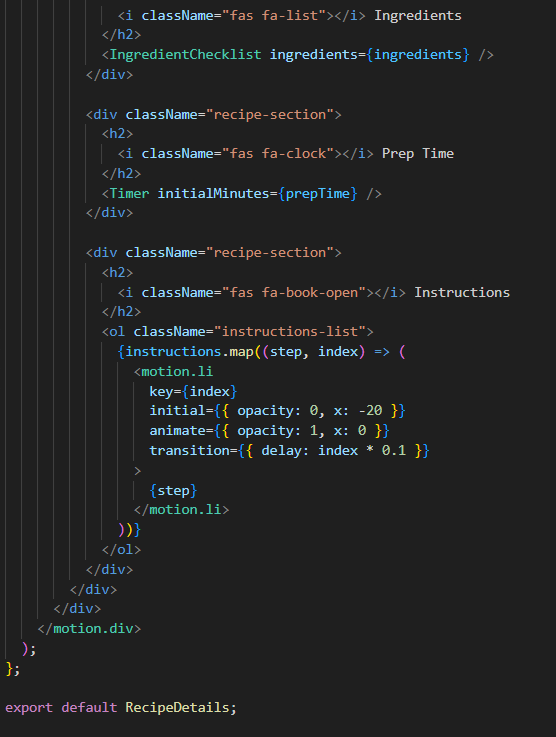 <i className="fas fa-list"></i> Ingredients
</h2>
<IngredientChecklist ingredients={ingredients} />
</div>

<div className="recipe-section">
<h2>
<i className="fas fa-clock"></i> Prep Time
</h2>
<Timer initialMinutes={prepTime} />
</div>

<div className="recipe-section">
<h2>
<i className="fas fa-book-open"></i> Instructions
</h2>
<ol className="instructions-list">
{instructions.map((step, index) => (
<motion.li
key={index}
initial={{ opacity: 0, x: -20 }}
animate={{ opacity: 1, x: 0 }}
transition={{ delay: index * 0.1 }}
>
{step}
</motion.li>
))}
</ol>
</div>
</div>
</div>
</motion.div>
);
};

export default RecipeDetails;